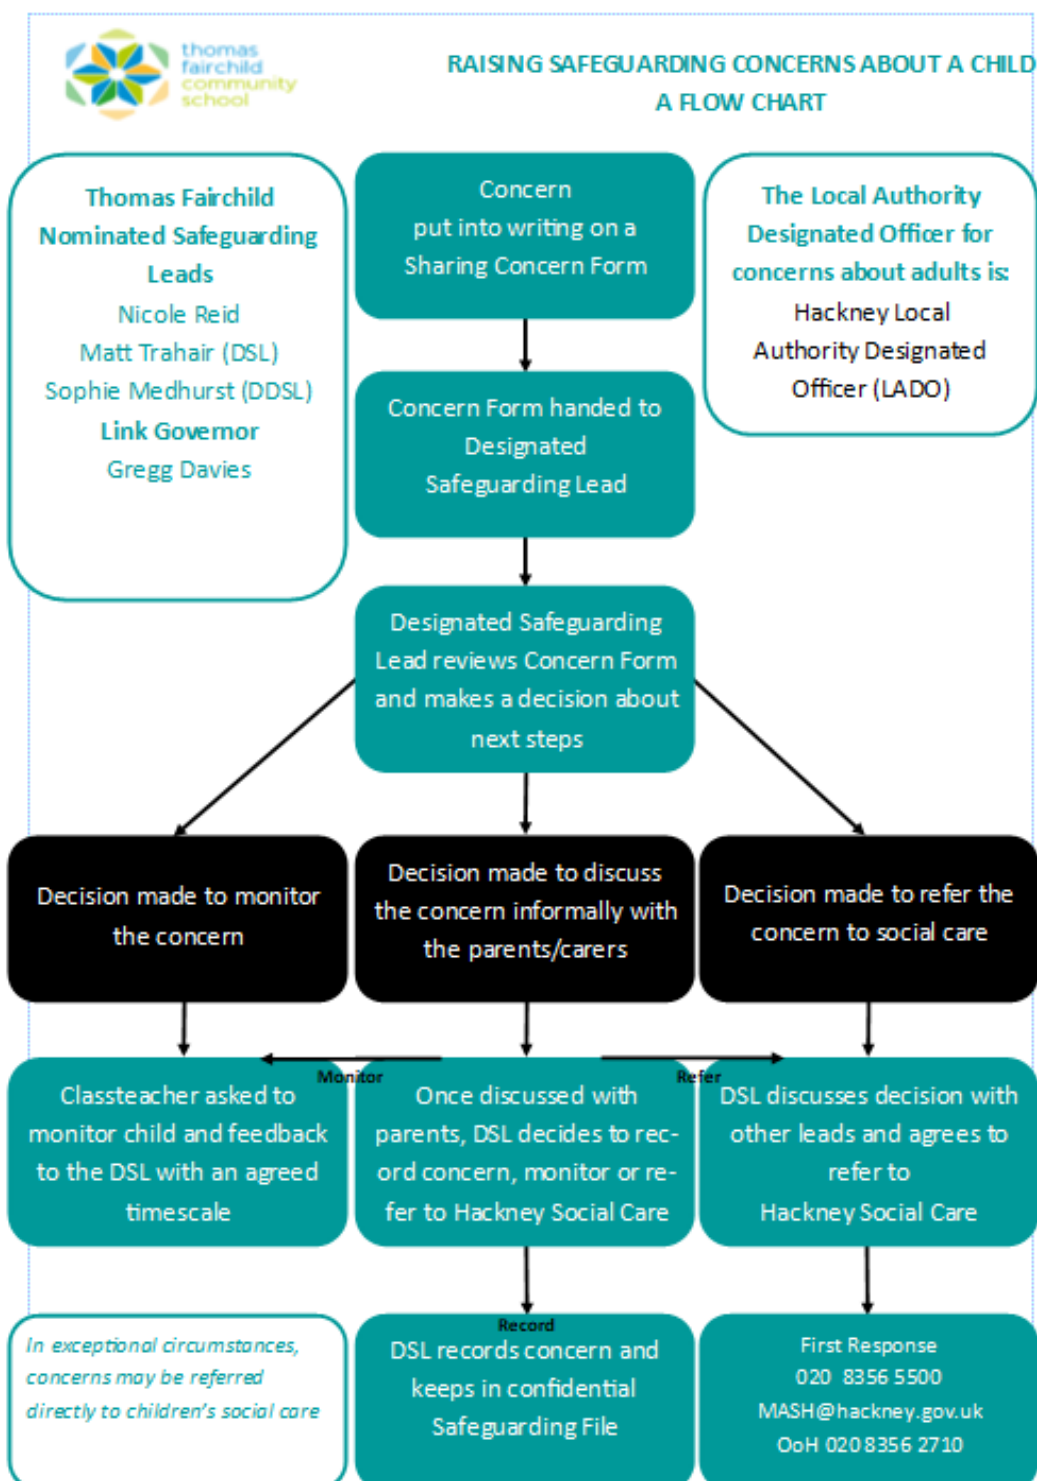 thomas
fairchild
community
school
RAISING SAFEGUARDING CONCERNS ABOUT A CHILD
A FLOW CHART
Thomas Fairchild
Nominated Safeguarding
Leads
Nicole Reid
Matt Trahair (DSL)
Sophie Medhurst (DDSL)
Link Governor
Gregg Davies
Concern
put into writing on a
Sharing Concern Form
The Local Authority
Designated Officer for
concerns about adults is:
Hackney Local
Authority Designated
Officer (LADO)
Concern Form handed to
Designated
Safeguarding Lead
Designated Safeguarding
Lead reviews Concern Form
and makes a decision about
next steps
Decision made to monitor
the concern
Decision made to discuss
the concern informally with
the parents/carers
Decision made to refer the
concern to social care
Monitor
Refer
Classteacher asked to
monitor child and feedback
to the DSL with an agreed
timescale
Once discussed with
parents, DSL decides to rec-
ord concern, monitor or re-
fer to Hackney Social Care
DSL discusses decision with
other leads and agrees to
refer to
Hackney Social Care
In exceptional circumstances,
concerns may be referred
directly to children's social care
Record
DSL records concern and
keeps in confidential
Safeguarding File
First Response
020 8356 5500
MASH@hackney.gov.uk
OoH 020 8356 2710